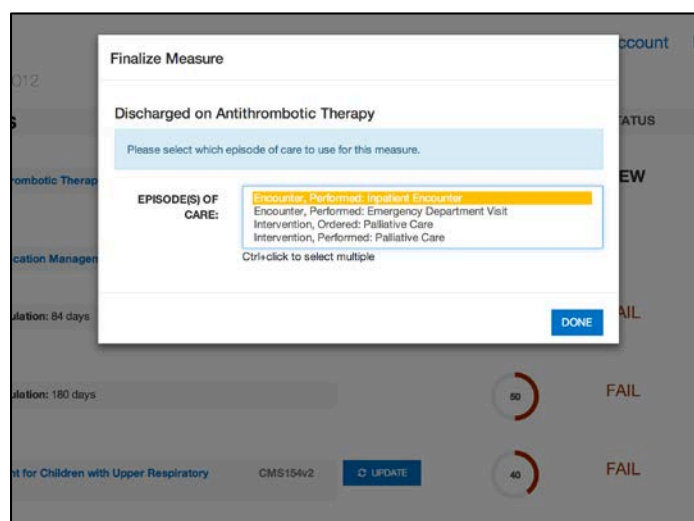 Finalize Measure
ccount
012
Discharged on Antithrombotic Therapy
S
TATUS
Please select which episode of care to use for this measure.
ombotic Therap
EW
EPISODE(S) OF
CARE:
Encounter, Performed: Inpatient Encounter
Encounter, Performed: Emergency Department Visit
Intervention, Ordered: Palliative Care
Intervention, Performed: Palliative Care
Ctrl+click to select multiple
cation Managen
ulation: 84 days
DONE
AIL
ulation: 180 days
50
FAIL
nt for Children with Upper Respiratory
CMS154v2
UPDATE
40
FAIL